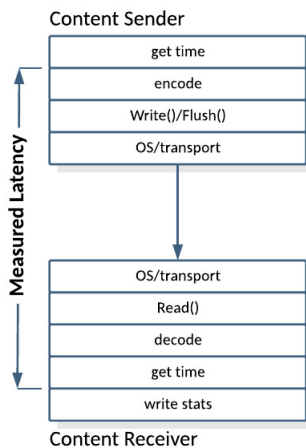 Content Sender
get time
encode
Write()/Flush()
OS/transport
Measured Latency
OS/transport
Read()
decode
get time
write stats
Content Receiver